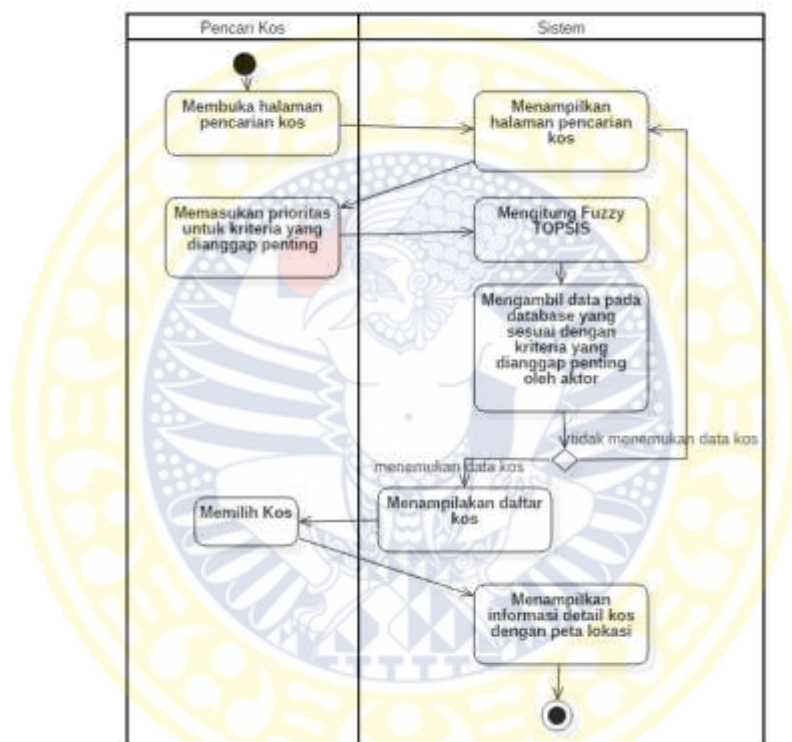 Pencari Kos
Sistem
Membuka halaman
pencarian kos
Menampilkan
halaman pencarian
kos
Memasukan prioritas
untuk kriteria yang
dianggap penting
Mengitung Fuzzy
TOPSIS
Mengambil data pada
database yang
sesuai dengan
kriteria yang
dianggap penting
oleh aktor
tidak menemukan data kos
menemukan data kos
Memilih Kos
Menampilakan daftar
kos
Menampilkan
informasi detail kos
dengan peta lokasi